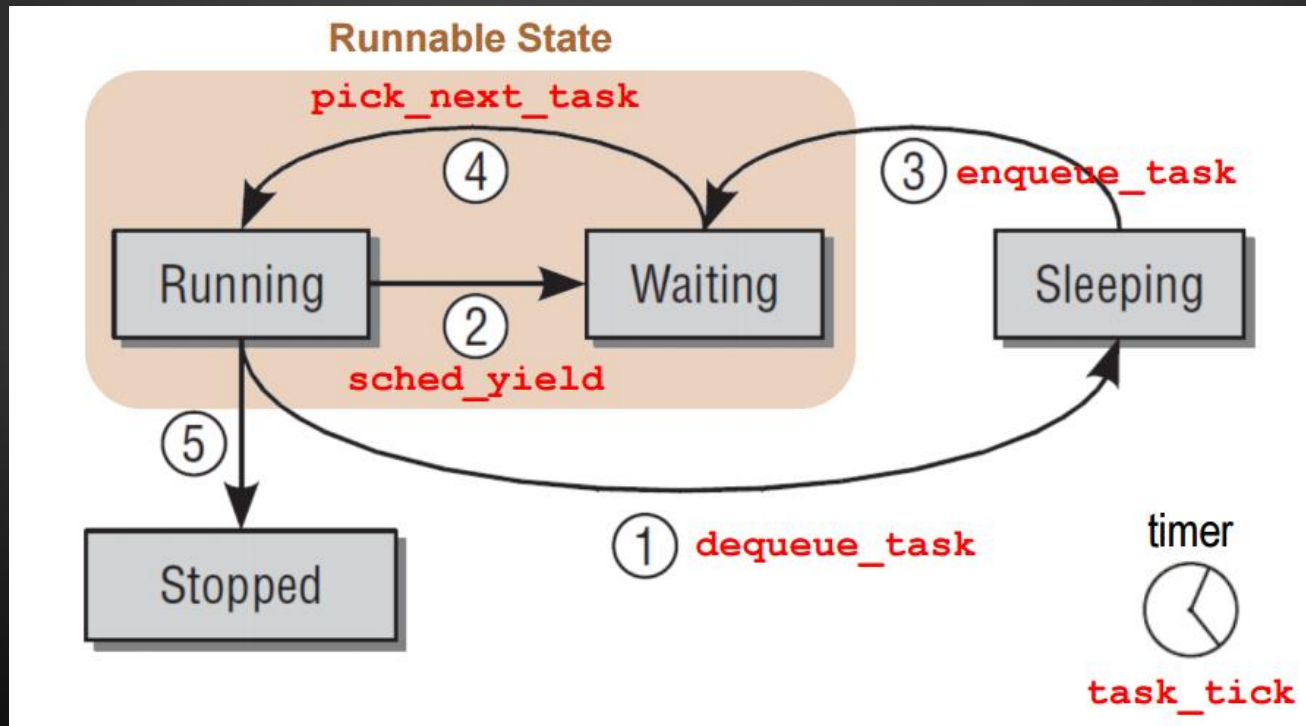 Runnable State
pick_next_task
④
③ enqueue_task
Running
Waiting
Sleeping
②
sched_yield
⑤
① dequeue_task
timer
Stopped
task_tick